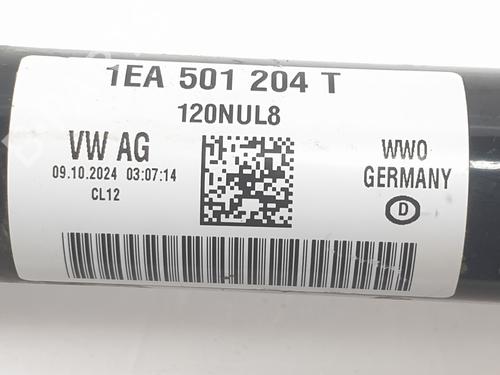 1EA 501 204 T
120NUL8
VW AG
09.10.2024 03:07:14
CL12
WWO
GERMANY
D